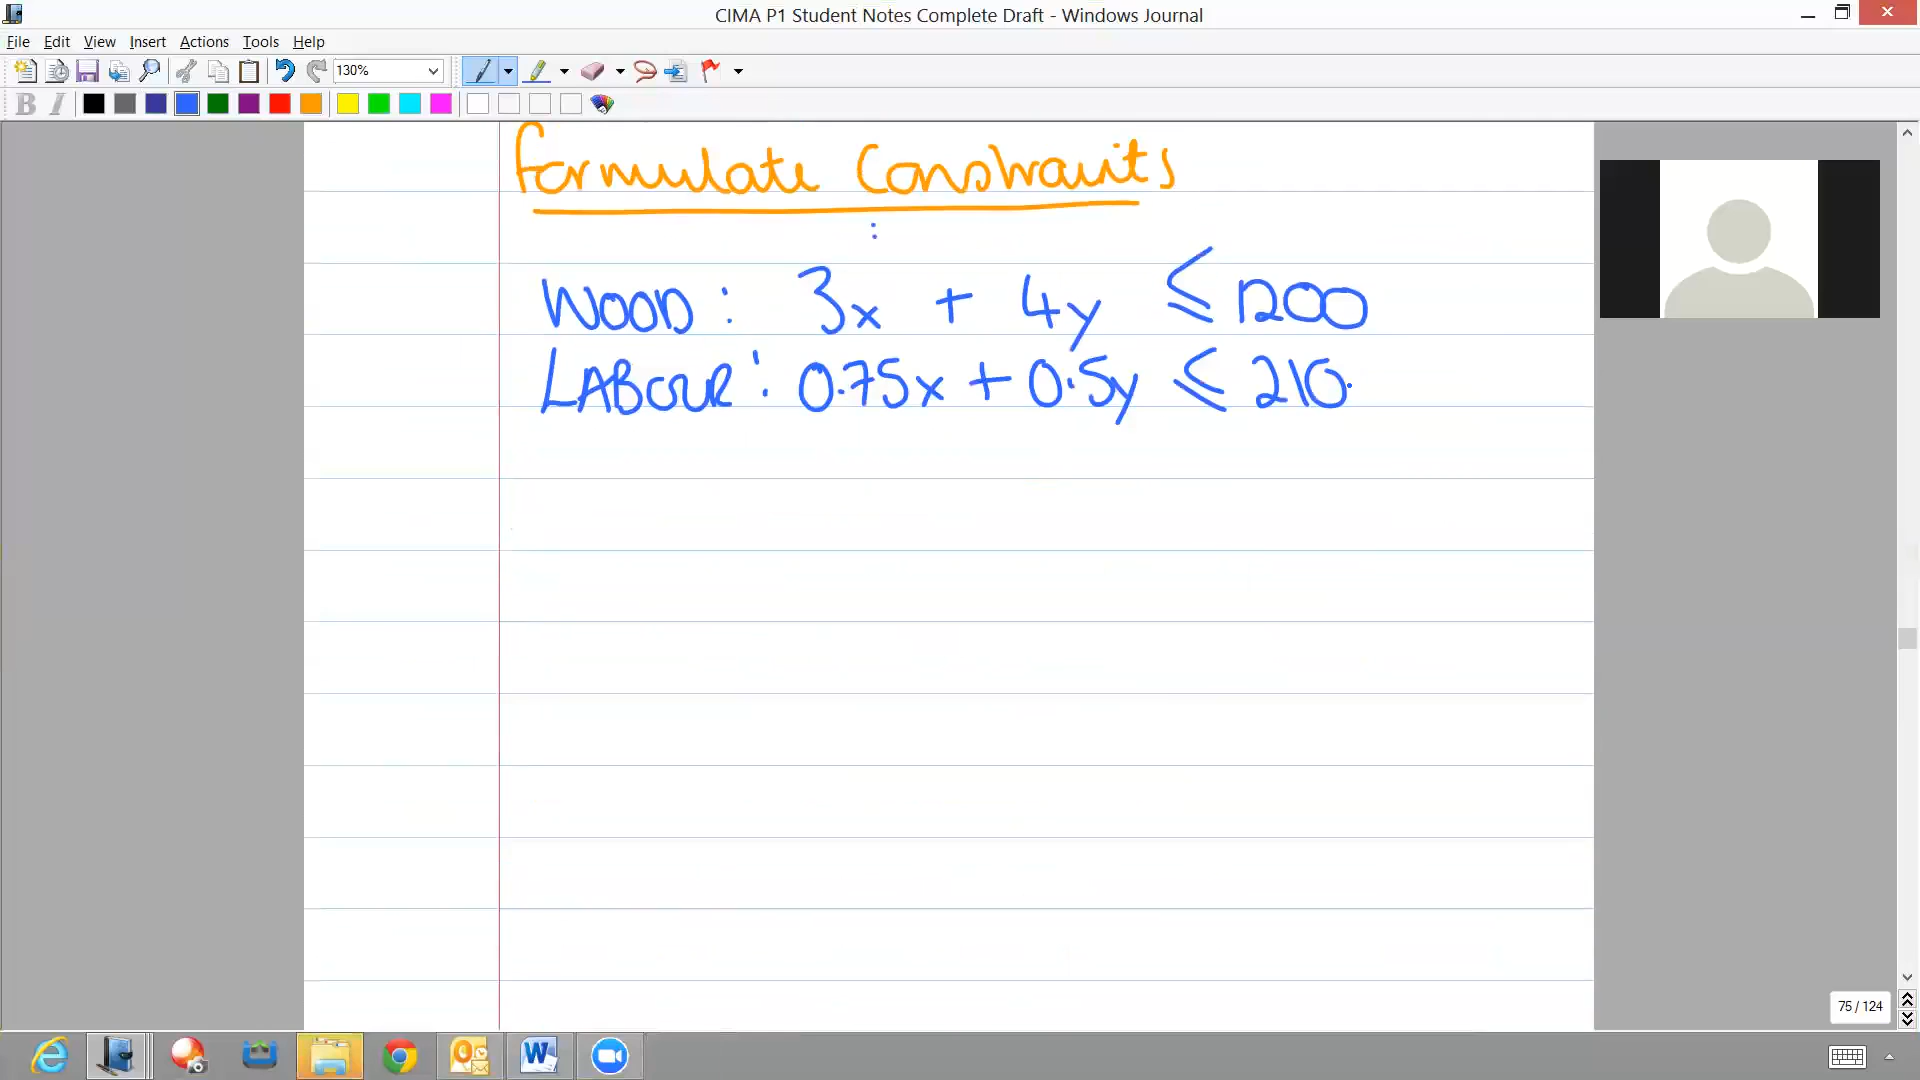 CIMA P1 Student Notes Complete Draft - Windows Journal
File Edit View Insert Actions Tools Help
130%
B I
Formulate Constraints
:
WOOD : 3x + 4y ≤ 1200
LABOUR : 0.75x + 0.5y ≤ 210
75 / 124